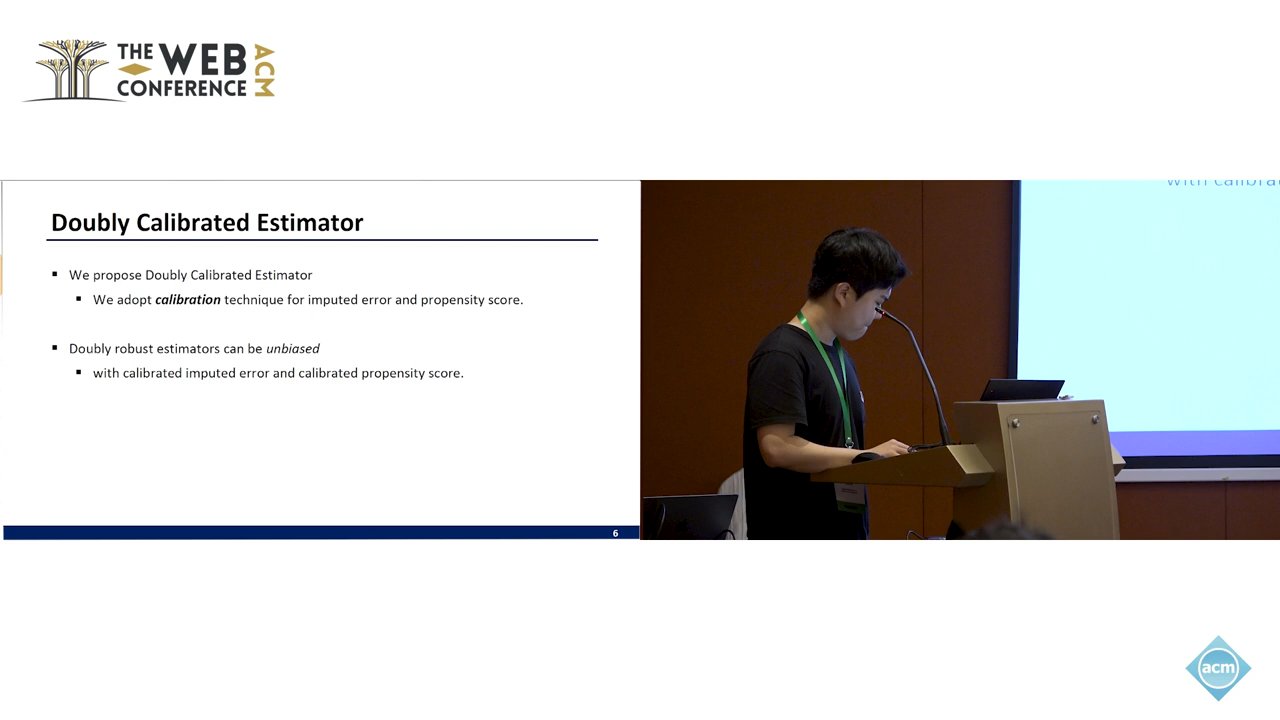 THE WEB
CONFERENCE
ACM
Doubly Calibrated Estimator
▪ We propose Doubly Calibrated Estimator
▪ We adopt calibration technique for imputed error and propensity score.
▪ Doubly robust estimators can be unbiased
▪ with calibrated imputed error and calibrated propensity score.
6
with calibrat
acm